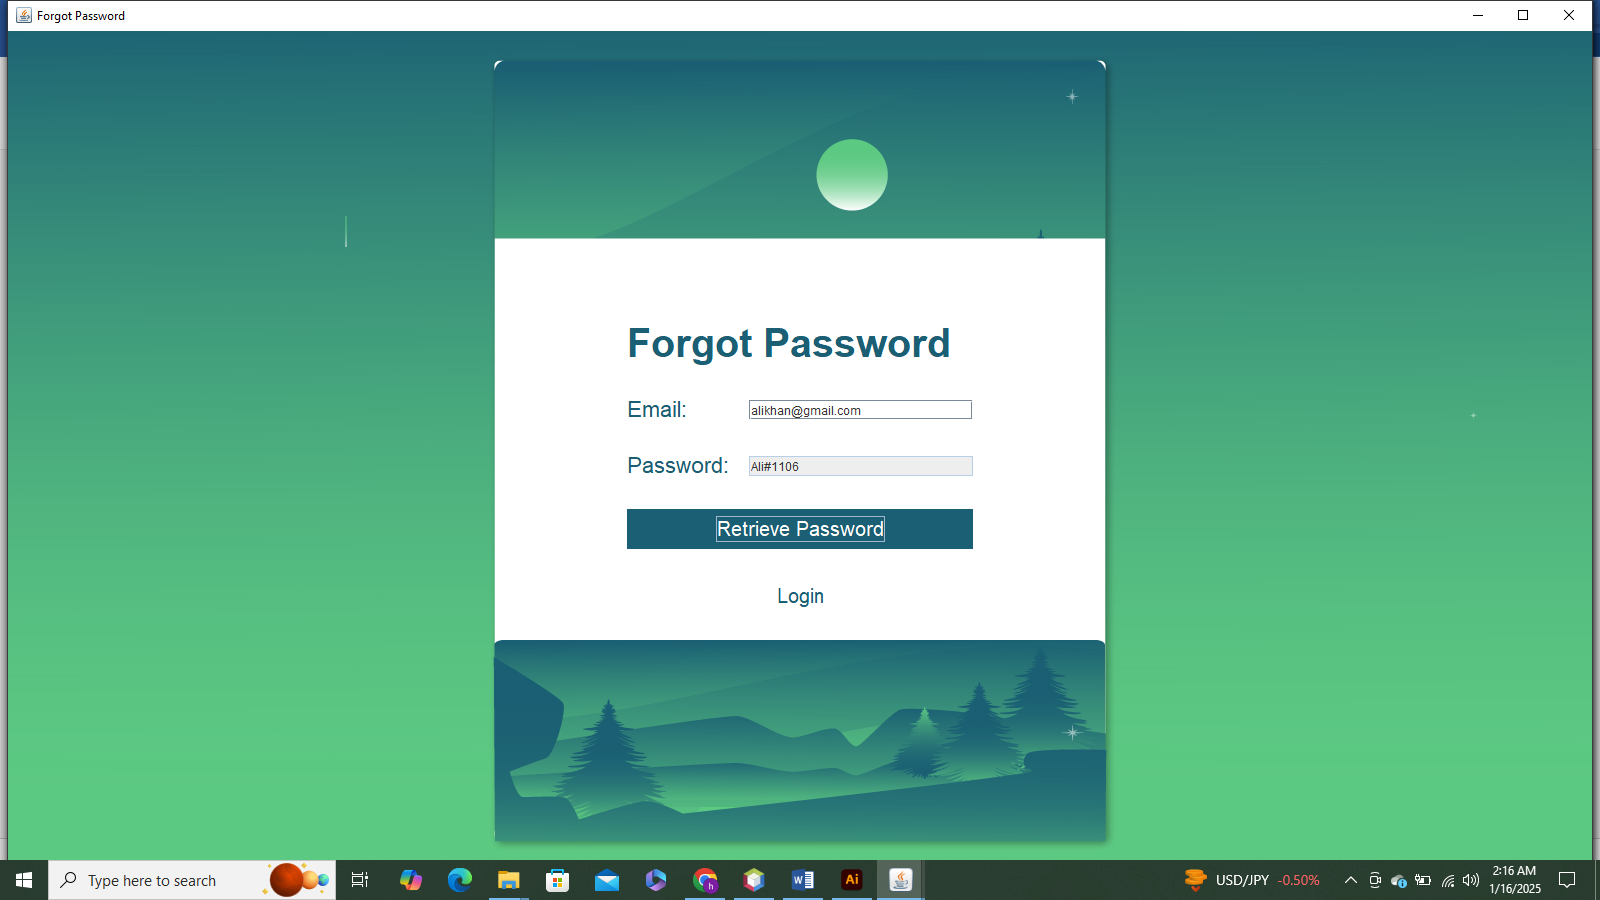 Forgot Password
Forgot Password
Email: alikhan@gmail.com
Password: Ali#1106
Retrieve Password
Login
Type here to search
h
W
Ai
USD/JPY -0.50%
2:16 AM
1/16/2025